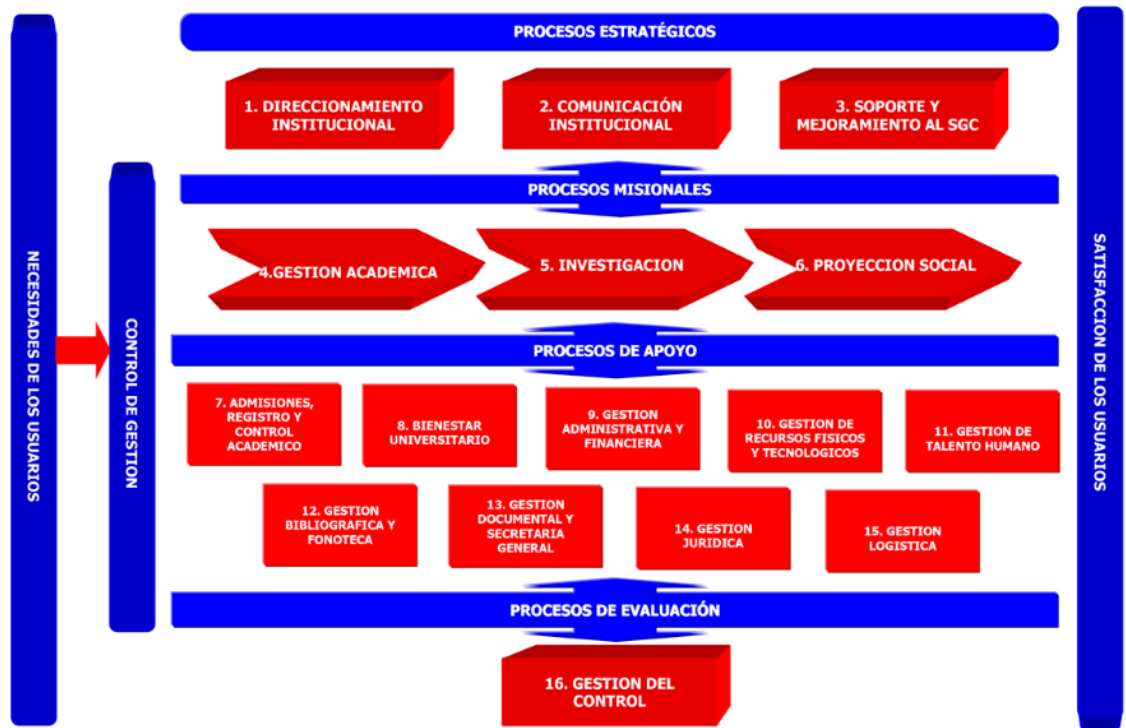 PROCESOS ESTRATÉGICOS
1. DIRECCIONAMIENTO
INSTITUCIONAL
2. COMUNICACIÓN
INSTITUCIONAL
3. SOPORTE Y
MEJORAMIENTO AL SGC
PROCESOS MISIONALES
4.GESTION ACADEMICA
5. INVESTIGACION
6. PROYECCION SOCIAL
PROCESOS DE APOYO
7. ADMISIONES,
REGISTRO Y
CONTROL
ACADEMICO
8. BIENESTAR
UNIVERSITARIO
9. GESTION
ADMINISTRATIVA Y
FINANCIERA
10. GESTION DE
RECURSOS FISICOS
Y TECNOLOGICOS
11. GESTION DE
TALENTO HUMANO
12. GESTION
BIBLIOGRAFICA Y
FONOTECA
13. GESTION
DOCUMENTAL Y
SECRETARIA
GENERAL
14. GESTION
JURIDICA
15. GESTION
LOGISTICA
PROCESOS DE EVALUACIÓN
16. GESTION DEL
CONTROL
NECESIDADES DE LOS USUARIOS
CONTROL DE GESTION
SATISFACCION DE LOS USUARIOS